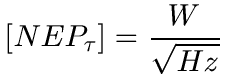 [NEP_τ] = W / √Hz